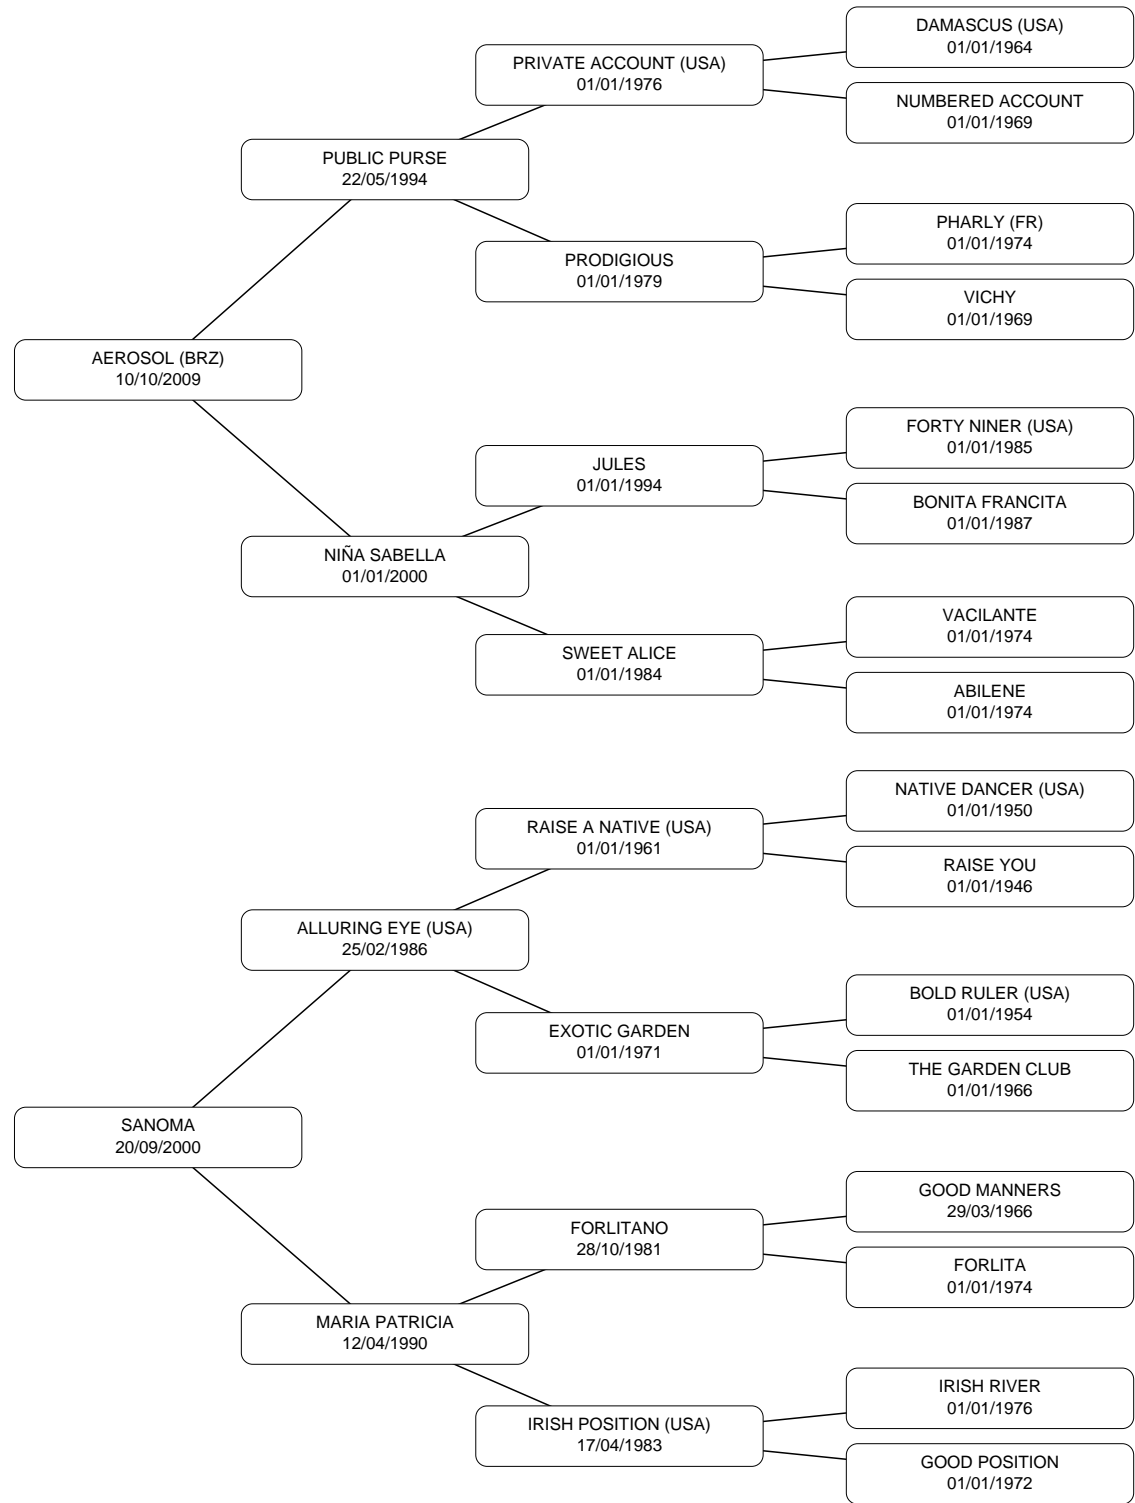 DAMASCUS (USA)
01/01/1964
PRIVATE ACCOUNT (USA)
01/01/1976
NUMBERED ACCOUNT
01/01/1969
PUBLIC PURSE
22/05/1994
PHARLY (FR)
01/01/1974
PRODIGIOUS
01/01/1979
VICHY
01/01/1969
AEROSOL (BRZ)
10/10/2009
FORTY NINER (USA)
01/01/1985
JULES
01/01/1994
BONITA FRANCITA
01/01/1987
NIÑA SABELLA
01/01/2000
VACILANTE
01/01/1974
SWEET ALICE
01/01/1984
ABILENE
01/01/1974
NATIVE DANCER (USA)
01/01/1950
RAISE A NATIVE (USA)
01/01/1961
RAISE YOU
01/01/1946
ALLURING EYE (USA)
25/02/1986
BOLD RULER (USA)
01/01/1954
EXOTIC GARDEN
01/01/1971
THE GARDEN CLUB
01/01/1966
SANOMA
20/09/2000
GOOD MANNERS
29/03/1966
FORLITANO
28/10/1981
FORLITA
01/01/1974
MARIA PATRICIA
12/04/1990
IRISH RIVER
01/01/1976
IRISH POSITION (USA)
17/04/1983
GOOD POSITION
01/01/1972